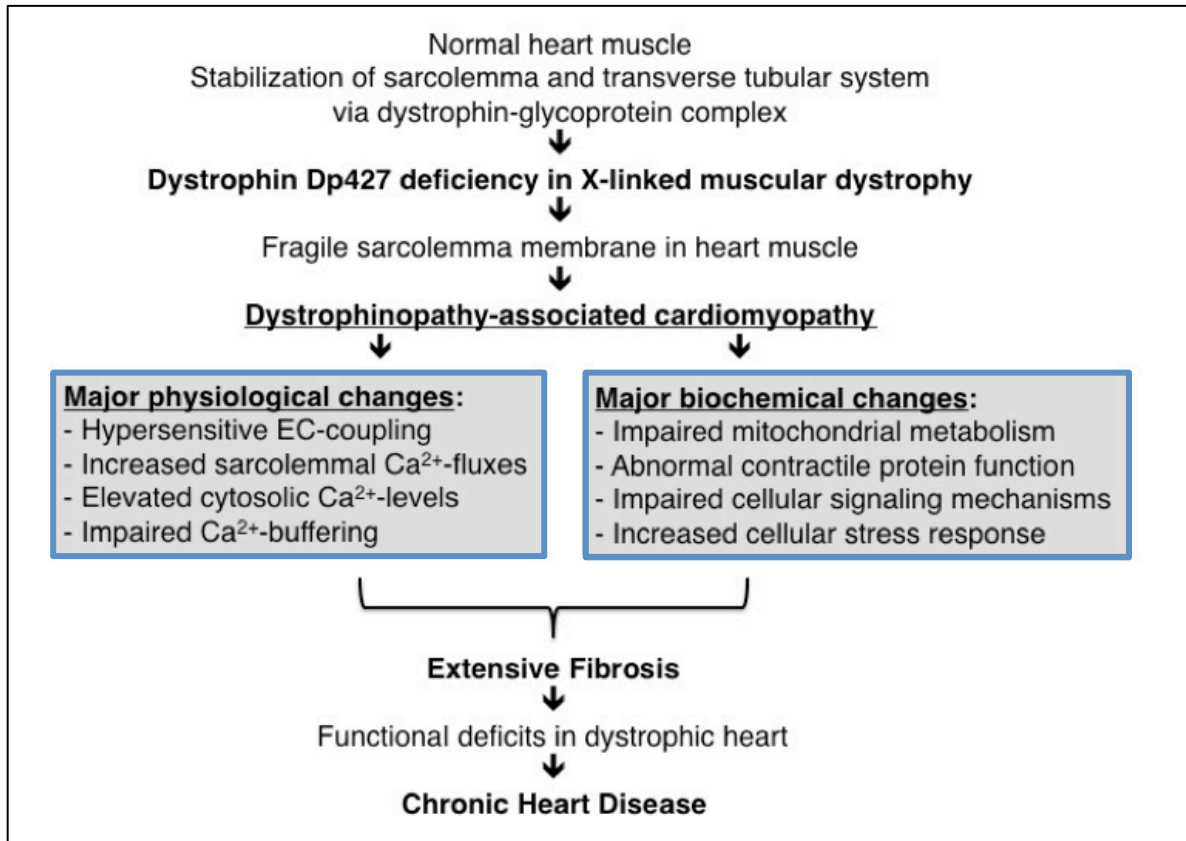 Normal heart muscle
Stabilization of sarcolemma and transverse tubular system
via dystrophin-glycoprotein complex
Dystrophin Dp427 deficiency in X-linked muscular dystrophy
Fragile sarcolemma membrane in heart muscle
Dystrophinopathy-associated cardiomyopathy
Major physiological changes:
- Hypersensitive EC-coupling
- Increased sarcolemmal Ca²⁺-fluxes
- Elevated cytosolic Ca²⁺-levels
- Impaired Ca²⁺-buffering
Major biochemical changes:
- Impaired mitochondrial metabolism
- Abnormal contractile protein function
- Impaired cellular signaling mechanisms
- Increased cellular stress response
Extensive Fibrosis
Functional deficits in dystrophic heart
Chronic Heart Disease